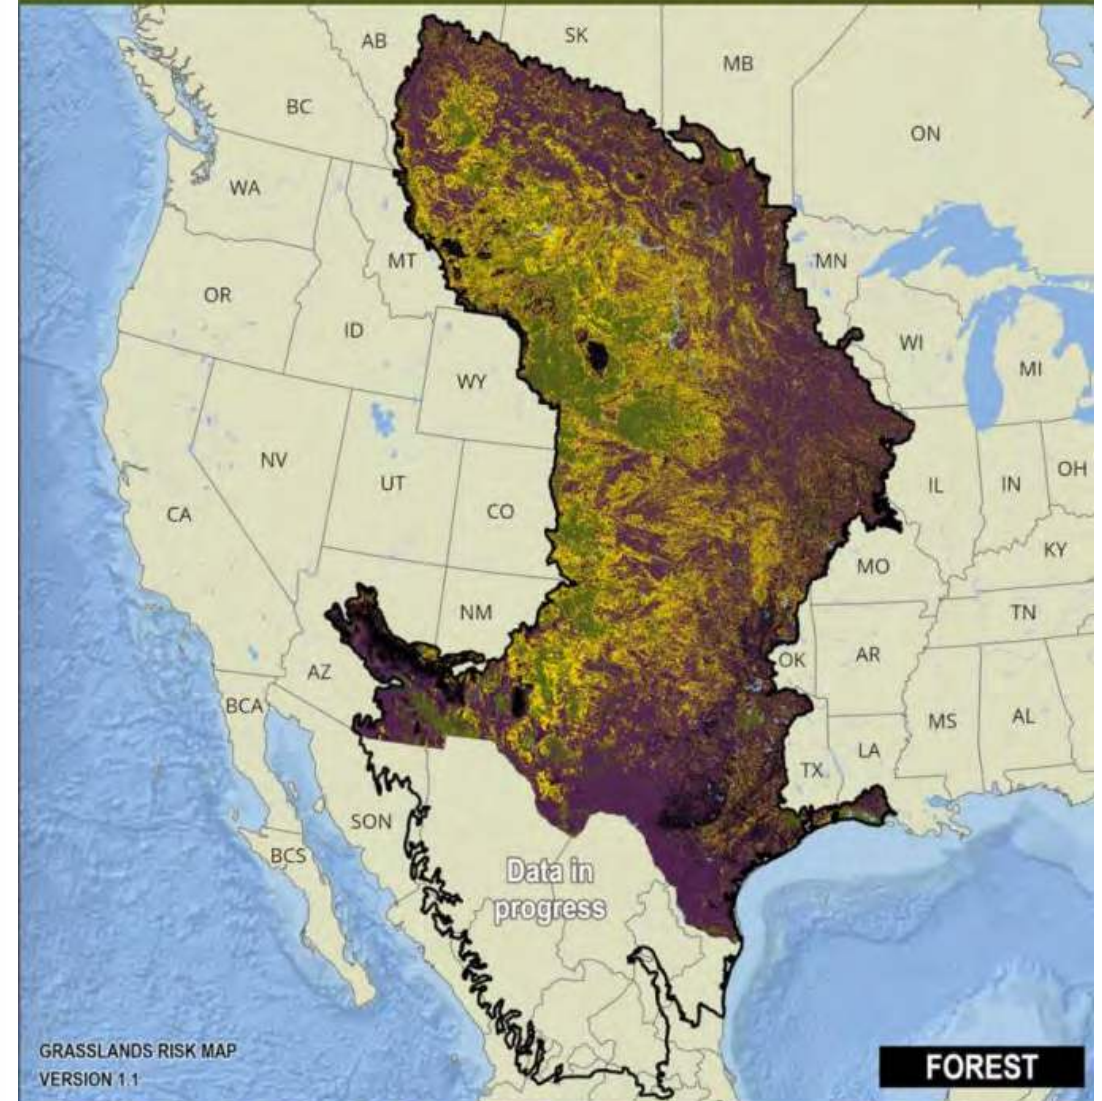 AB
SK
MB
BC
ON
WA
MT
MN
OR
ID
WI
MI
WY
NV
UT
IL
IN
OH
CA
CO
KY
MO
NM
TN
AZ
OK
AR
BCA
MS
AL
LA
TX
SON
BCS
Data in
progress
GRASSLANDS RISK MAP
VERSION 1.1
FOREST